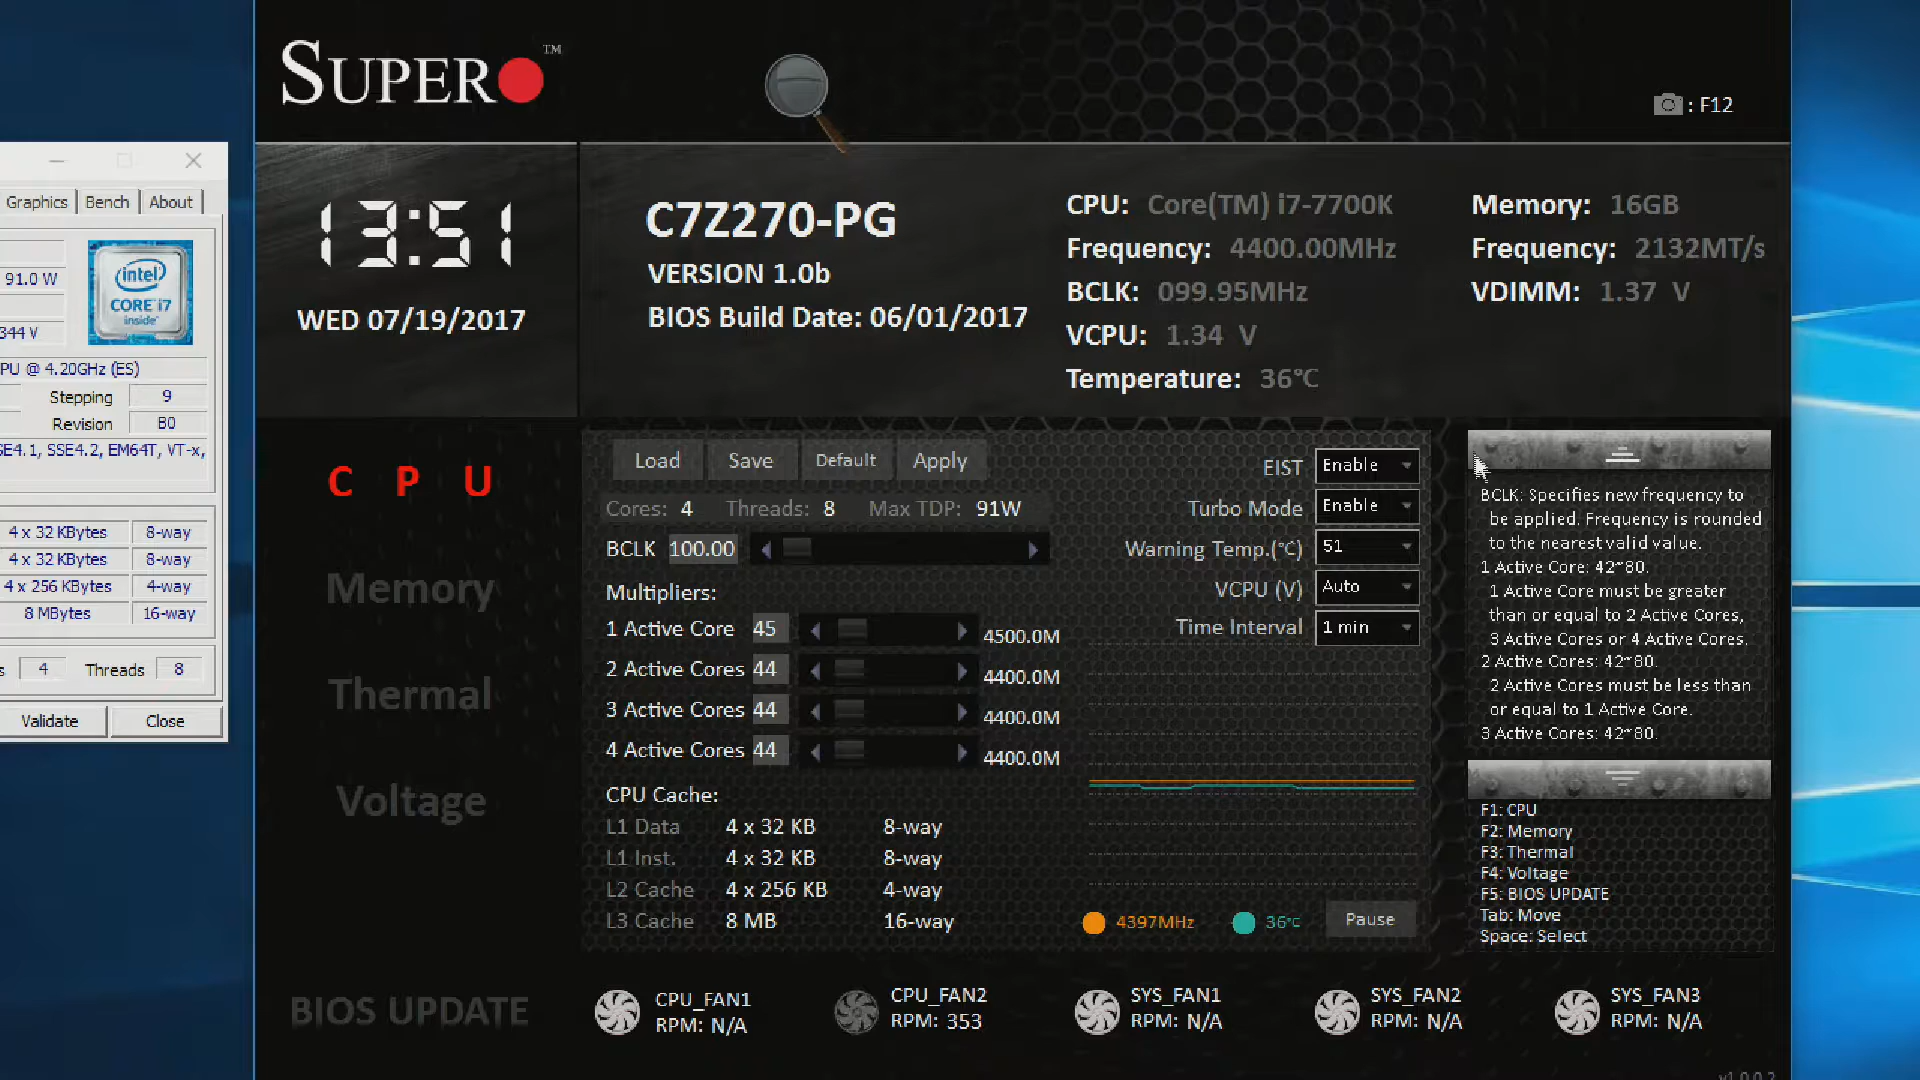 Graphics Bench About
91.0 W
intel
CORE i7
inside
344 V
PU @ 4.20GHz (ES)
Stepping 9
Revision B0
SE4.1, SSE4.2, EM64T, VT-x,
4 x 32 KBytes 8-way
4 x 32 KBytes 8-way
4 x 256 KBytes 4-way
8 MBytes 16-way
s 4 Threads 8
Validate Close
SUPER TM
: F12
13:51
WED 07/19/2017
C7Z270-PG
VERSION 1.0b
BIOS Build Date: 06/01/2017
CPU: Core(TM) i7-7700K
Frequency: 4400.00MHz
BCLK: 099.95MHz
VCPU: 1.34 V
Temperature: 36°C
Memory: 16GB
Frequency: 2132MT/s
VDIMM: 1.37 V
CPU
Memory
Thermal
Voltage
BIOS UPDATE
Load Save Default Apply
Cores: 4 Threads: 8 Max TDP: 91W
BCLK 100.00
Multipliers:
1 Active Core 45 4500.0M
2 Active Cores 44 4400.0M
3 Active Cores 44 4400.0M
4 Active Cores 44 4400.0M
CPU Cache:
L1 Data 4 x 32 KB 8-way
L1 Inst. 4 x 32 KB 8-way
L2 Cache 4 x 256 KB 4-way
L3 Cache 8 MB 16-way
EIST Enable
Turbo Mode Enable
Warning Temp.(°C) 51
VCPU (V) Auto
Time Interval 1 min
4397MHz 36°C Pause
BCLK: Specifies new frequency to
be applied. Frequency is rounded
to the nearest valid value.
1 Active Core: 42~80.
1 Active Core must be greater
than or equal to 2 Active Cores,
3 Active Cores or 4 Active Cores.
2 Active Cores: 42~80.
2 Active Cores must be less than
or equal to 1 Active Core.
3 Active Cores: 42~80.
F1: CPU
F2: Memory
F3: Thermal
F4: Voltage
F5: BIOS UPDATE
Tab: Move
Space: Select
CPU_FAN1
RPM: N/A
CPU_FAN2
RPM: 353
SYS_FAN1
RPM: N/A
SYS_FAN2
RPM: N/A
SYS_FAN3
RPM: N/A
v1.0.0.2